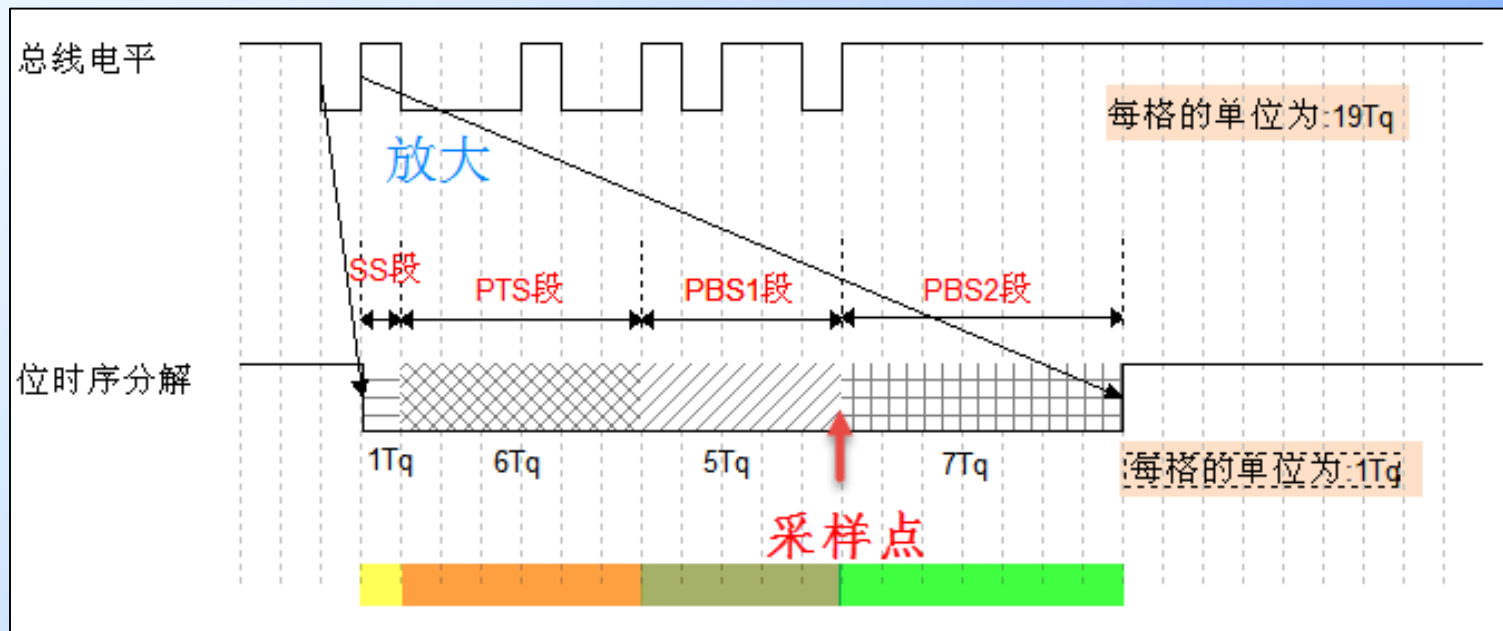 总线电平
每格的单位为:19Tq
放大
SS段
PTS段
PBS1段
PBS2段
位时序分解
1Tq
6Tq
5Tq
7Tq
每格的单位为:1Tq
采样点